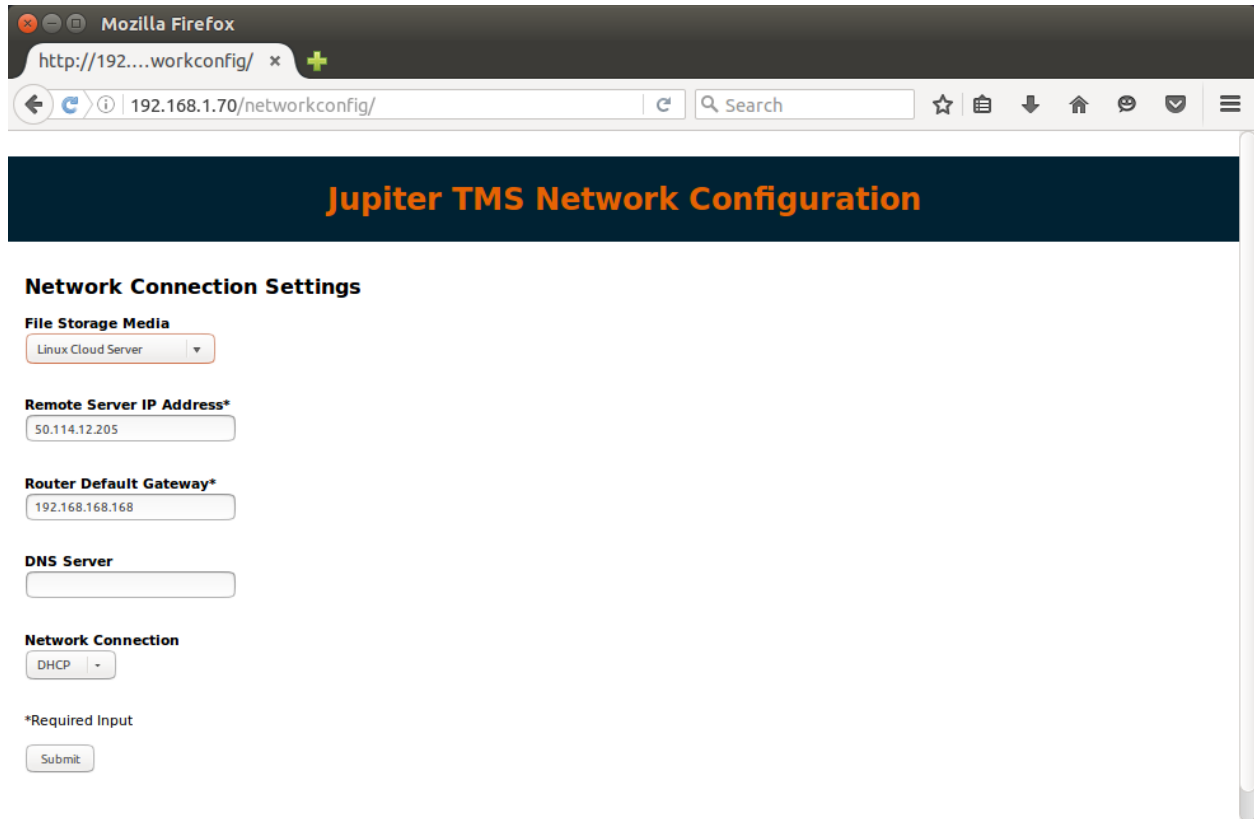 Mozilla Firefox
http://192....workconfig/
192.168.1.70/networkconfig/ Search
Jupiter TMS Network Configuration
Network Connection Settings
File Storage Media
Linux Cloud Server
Remote Server IP Address*
50.114.12.205
Router Default Gateway*
192.168.168.168
DNS Server
Network Connection
DHCP
*Required Input
Submit